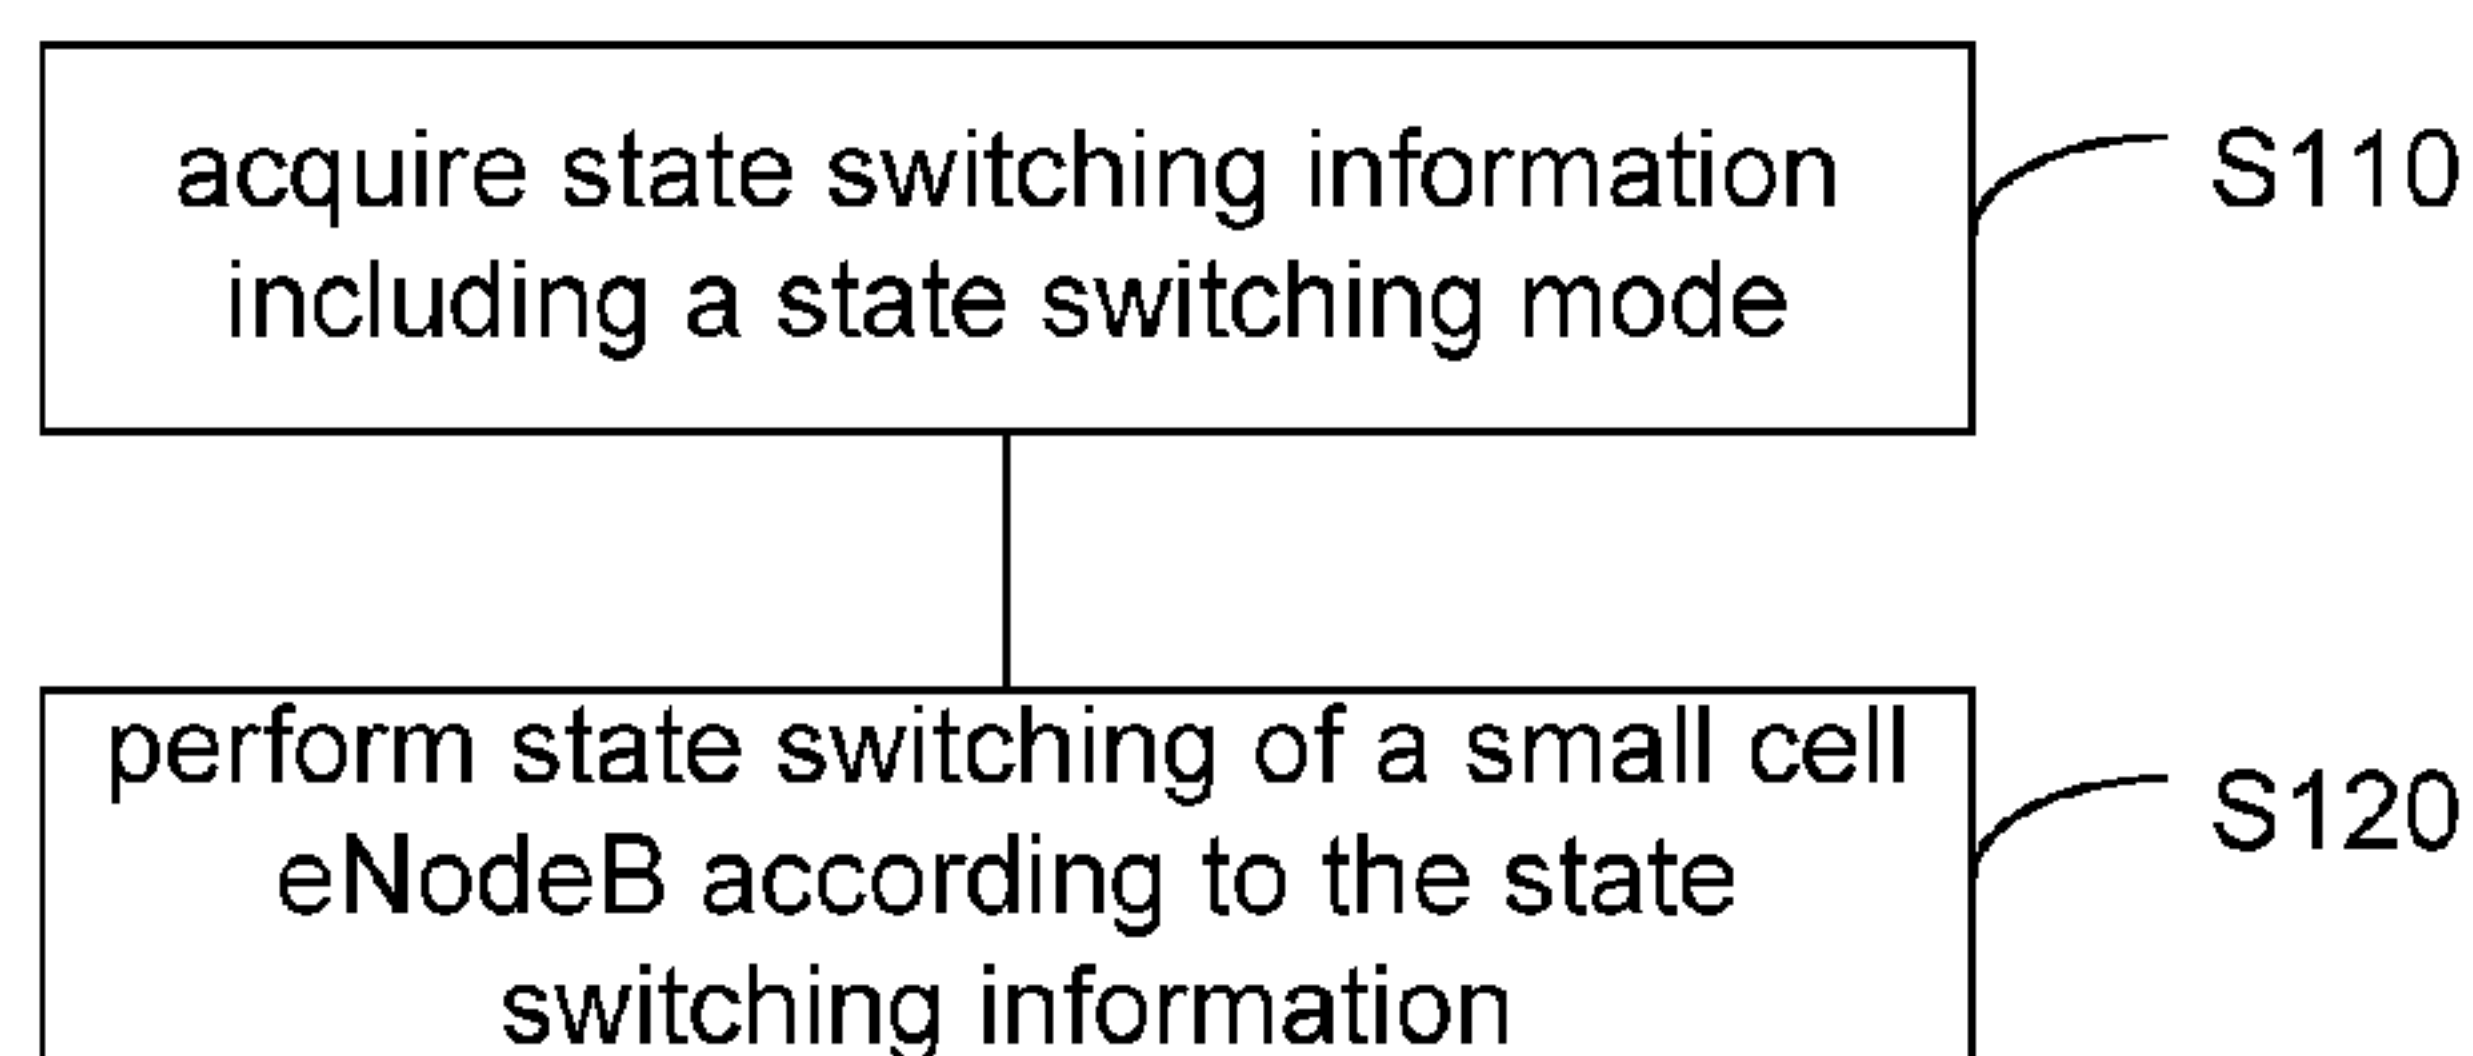 acquire state switching information
including a state switching mode
S110
perform state switching of a small cell
eNodeB according to the state
switching information
S120